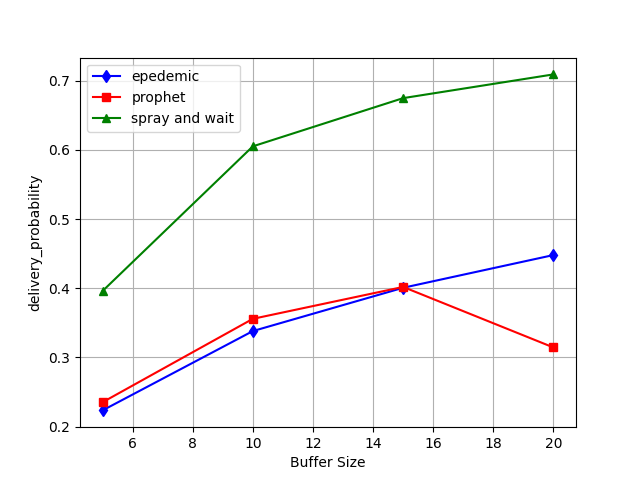 epedemic
prophet
spray and wait
0.7
0.6
0.5
0.4
0.3
0.2
delivery_probability
6 8 10 12 14 16 18 20
Buffer Size